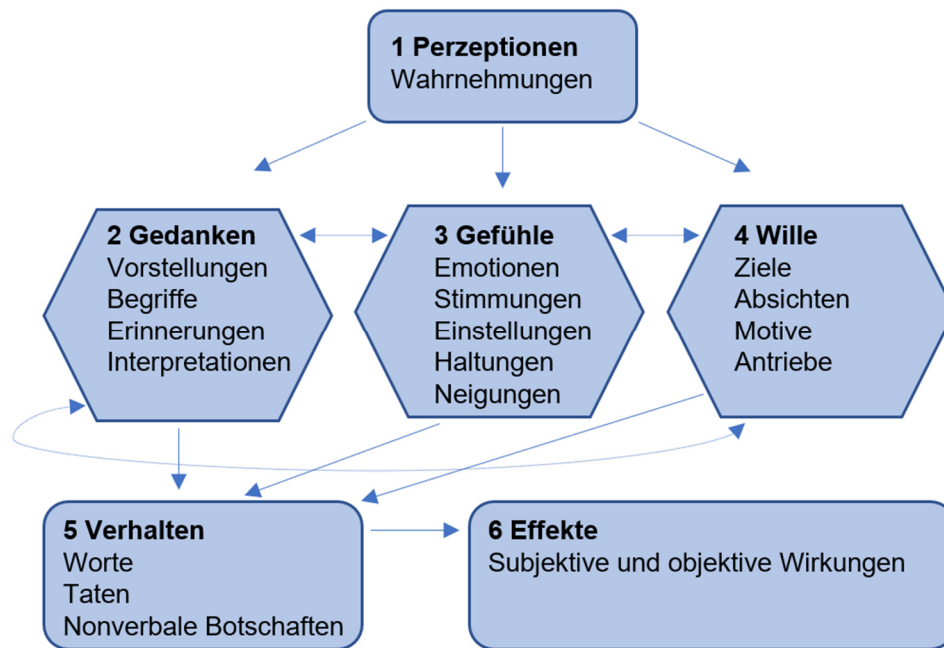 1 Perzeptionen
Wahrnehmungen
2 Gedanken
Vorstellungen
Begriffe
Erinnerungen
Interpretationen
3 Gefühle
Emotionen
Stimmungen
Einstellungen
Haltungen
Neigungen
4 Wille
Ziele
Absichten
Motive
Antriebe
5 Verhalten
Worte
Taten
Nonverbale Botschaften
6 Effekte
Subjektive und objektive Wirkungen